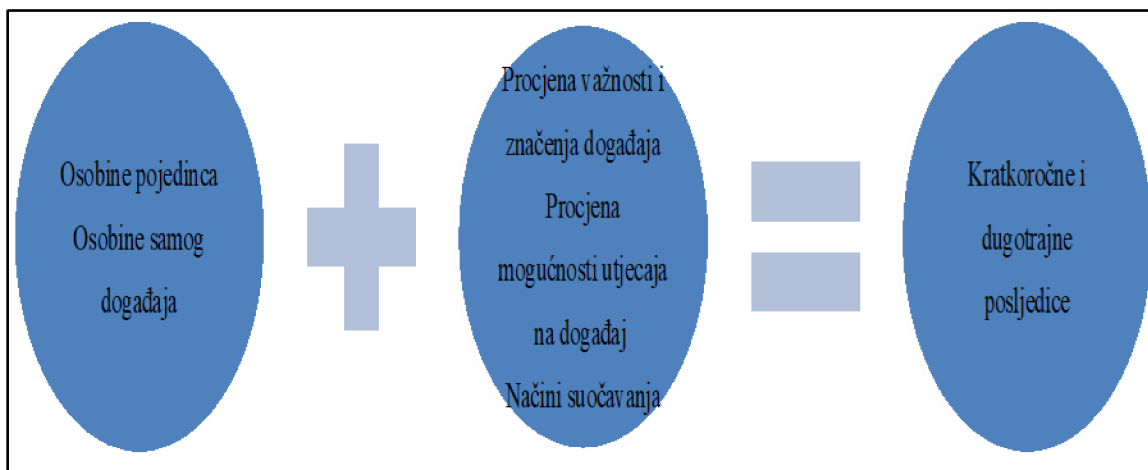 Osobine pojedinca
Osobine samog
događaja
Procjena važnosti i
značenja događaja
Procjena
mogućnosti utjecaja
na događaj
Načini suočavanja
Kratkoročne i
dugotrajne
posljedice